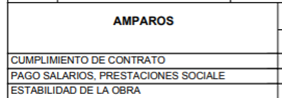 AMPAROS
CUMPLIMIENTO DE CONTRATO
PAGO SALARIOS, PRESTACIONES SOCIALE
ESTABILIDAD DE LA OBRA